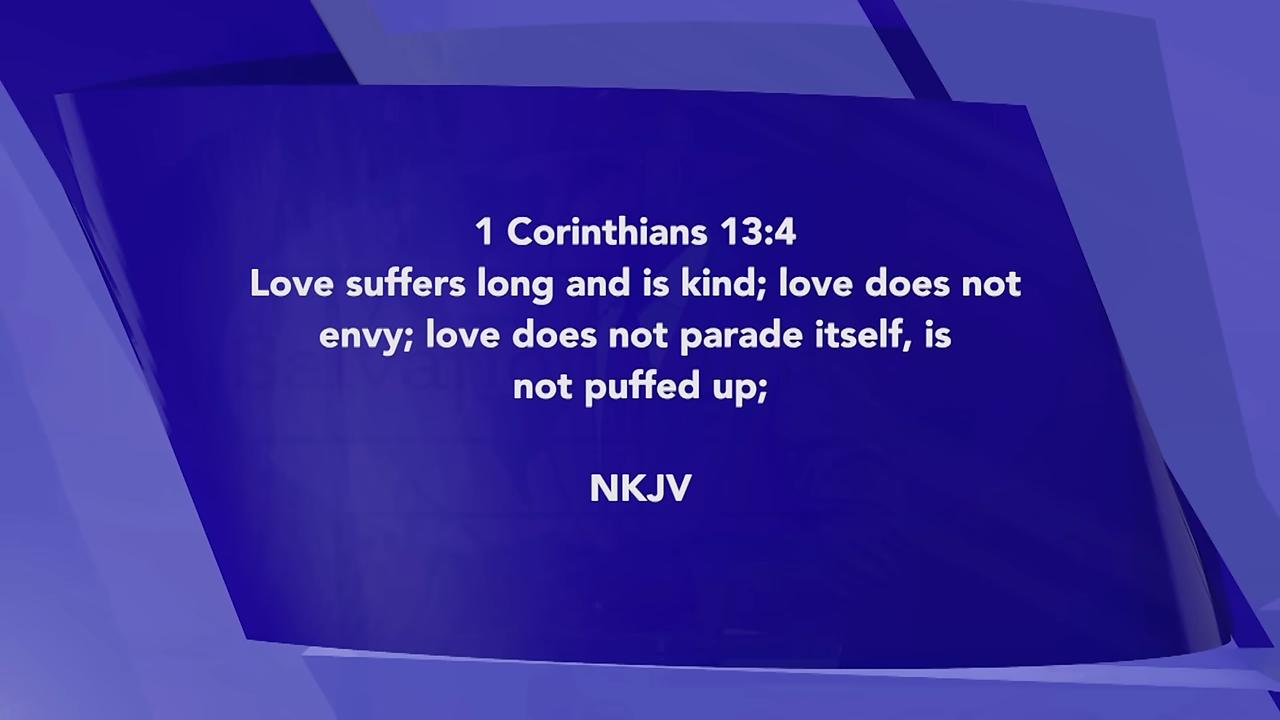 1 Corinthians 13:4
Love suffers long and is kind; love does not
envy; love does not parade itself, is
not puffed up;
NKJV